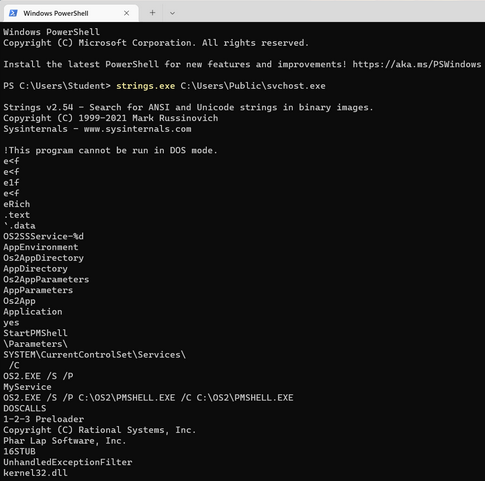 Windows PowerShell
Windows PowerShell
Copyright (C) Microsoft Corporation. All rights reserved.
Install the latest PowerShell for new features and improvements! https://aka.ms/PSWindows
PS C:\Users\Student> strings.exe C:\Users\Public\svchost.exe
Strings v2.54 - Search for ANSI and Unicode strings in binary images.
Copyright (C) 1999-2021 Mark Russinovich
Sysinternals - www.sysinternals.com
!This program cannot be run in DOS mode.
e<f
e<f
e1f
e<f
eRich
.text
`.data
OS2SSService-%d
AppEnvironment
Os2AppDirectory
AppDirectory
Os2AppParameters
AppParameters
Os2App
Application
yes
StartPMShell
\Parameters\
SYSTEM\CurrentControlSet\Services\
/C
OS2.EXE /S /P
MyService
OS2.EXE /S /P C:\OS2\PMSHELL.EXE /C C:\OS2\PMSHELL.EXE
DOSCALLS
1-2-3 Preloader
Copyright (C) Rational Systems, Inc.
Phar Lap Software, Inc.
16STUB
UnhandledExceptionFilter
kernel32.dll